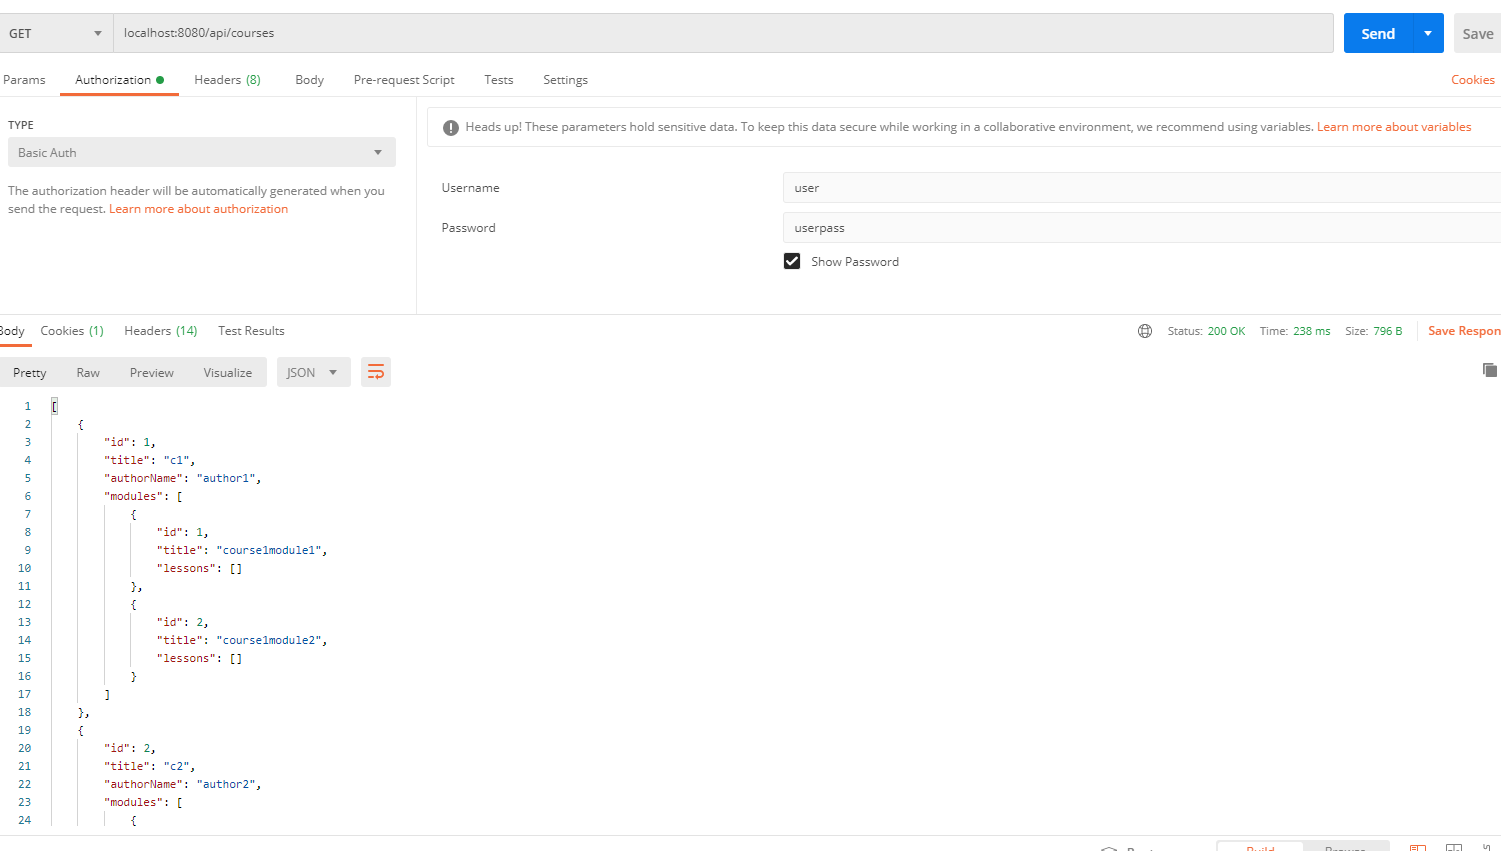 GET localhost:8080/api/courses Send Save
Params Authorization Headers (8) Body Pre-request Script Tests Settings Cookies
TYPE
Basic Auth
The authorization header will be automatically generated when you
send the request. Learn more about authorization
Heads up! These parameters hold sensitive data. To keep this data secure while working in a collaborative environment, we recommend using variables. Learn more about variables
Username user
Password userpass
Show Password
Body Cookies (1) Headers (14) Test Results Status: 200 OK Time: 238 ms Size: 796 B Save Respon
Pretty Raw Preview Visualize JSON
1 [
2 {
3 "id": 1,
4 "title": "c1",
5 "authorName": "author1",
6 "modules": [
7 {
8 "id": 1,
9 "title": "course1module1",
10 "lessons": []
11 },
12 {
13 "id": 2,
14 "title": "course1module2",
15 "lessons": []
16 }
17 ]
18 },
19 {
20 "id": 2,
21 "title": "c2",
22 "authorName": "author2",
23 "modules": [
24 {
Build Browse